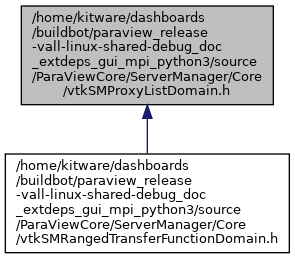 /home/kitware/dashboards
/buildbot/paraview_release
-vall-linux-shared-debug_doc
_extdeps_gui_mpi_python3/source
/ParaViewCore/ServerManager/Core
/vtkSMProxyListDomain.h
/home/kitware/dashboards
/buildbot/paraview_release
-vall-linux-shared-debug_doc
_extdeps_gui_mpi_python3/source
/ParaViewCore/ServerManager/Core
/vtkSMRangedTransferFunctionDomain.h